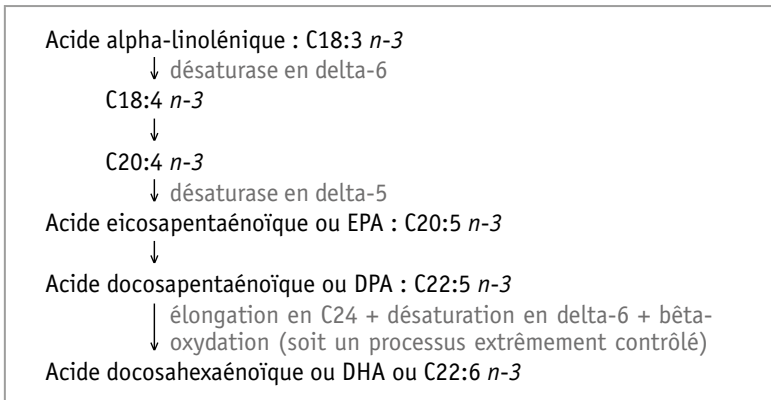 Acide alpha-linolénique : C18:3 n-3
↓ désaturase en delta-6
C18:4 n-3
↓
C20:4 n-3
↓ désaturase en delta-5
Acide eicosapentaénoïque ou EPA : C20:5 n-3
↓
Acide docosapentaénoïque ou DPA : C22:5 n-3
↓ élongation en C24 + désaturation en delta-6 + bêta-
oxydation (soit un processus extrêmement contrôlé)
Acide docosahexaénoïque ou DHA ou C22:6 n-3